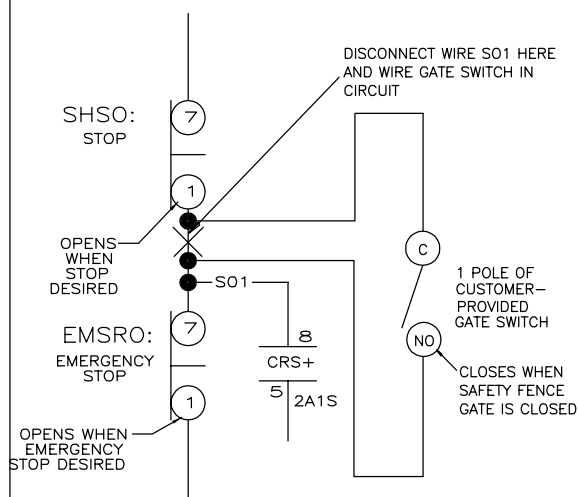 DISCONNECT WIRE SO1 HERE
AND WIRE GATE SWITCH IN
CIRCUIT
SHSO:
STOP
7
1
OPENS
WHEN
STOP
DESIRED
SO1
C
1 POLE OF
CUSTOMER–
PROVIDED
GATE SWITCH
NO
CLOSES WHEN
SAFETY FENCE
GATE IS CLOSED
EMSRO:
EMERGENCY
STOP
7
1
8
CRS+
5
2A1S
OPENS WHEN
EMERGENCY
STOP DESIRED